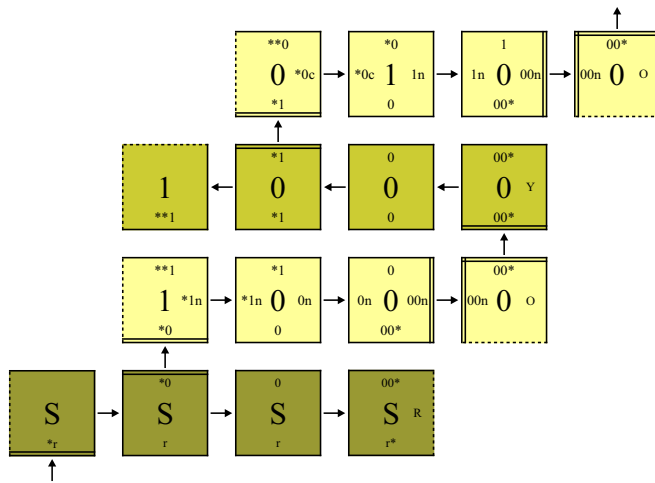 **0 *0 1 00*
0 *0c *0c 1 1n 1n 0 00n 00n 0 O
*1 0 00*
*1 0 00*
1 0 0 0 Y
**1 *1 0 00*
**1 *1 0 00*
1 *1n *1n 0 0n 0n 0 00n 00n 0 O
*0 0 00*
*0 0 00*
S S S S R
*r r r r*